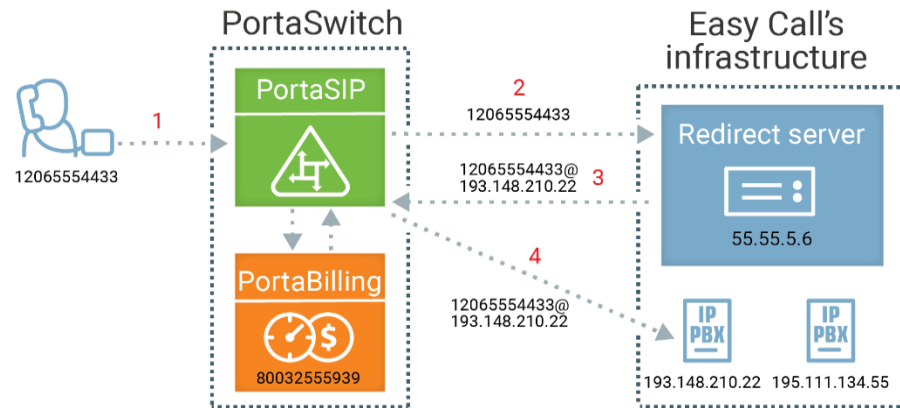 PortaSwitch
Easy Call's
infrastructure
PortaSIP
1
12065554433
2
12065554433
Redirect server
55.55.5.6
12065554433@
193.148.210.22
3
PortaBilling
$
80032555939
4
12065554433@
193.148.210.22
IP
PBX
193.148.210.22
IP
PBX
195.111.134.55